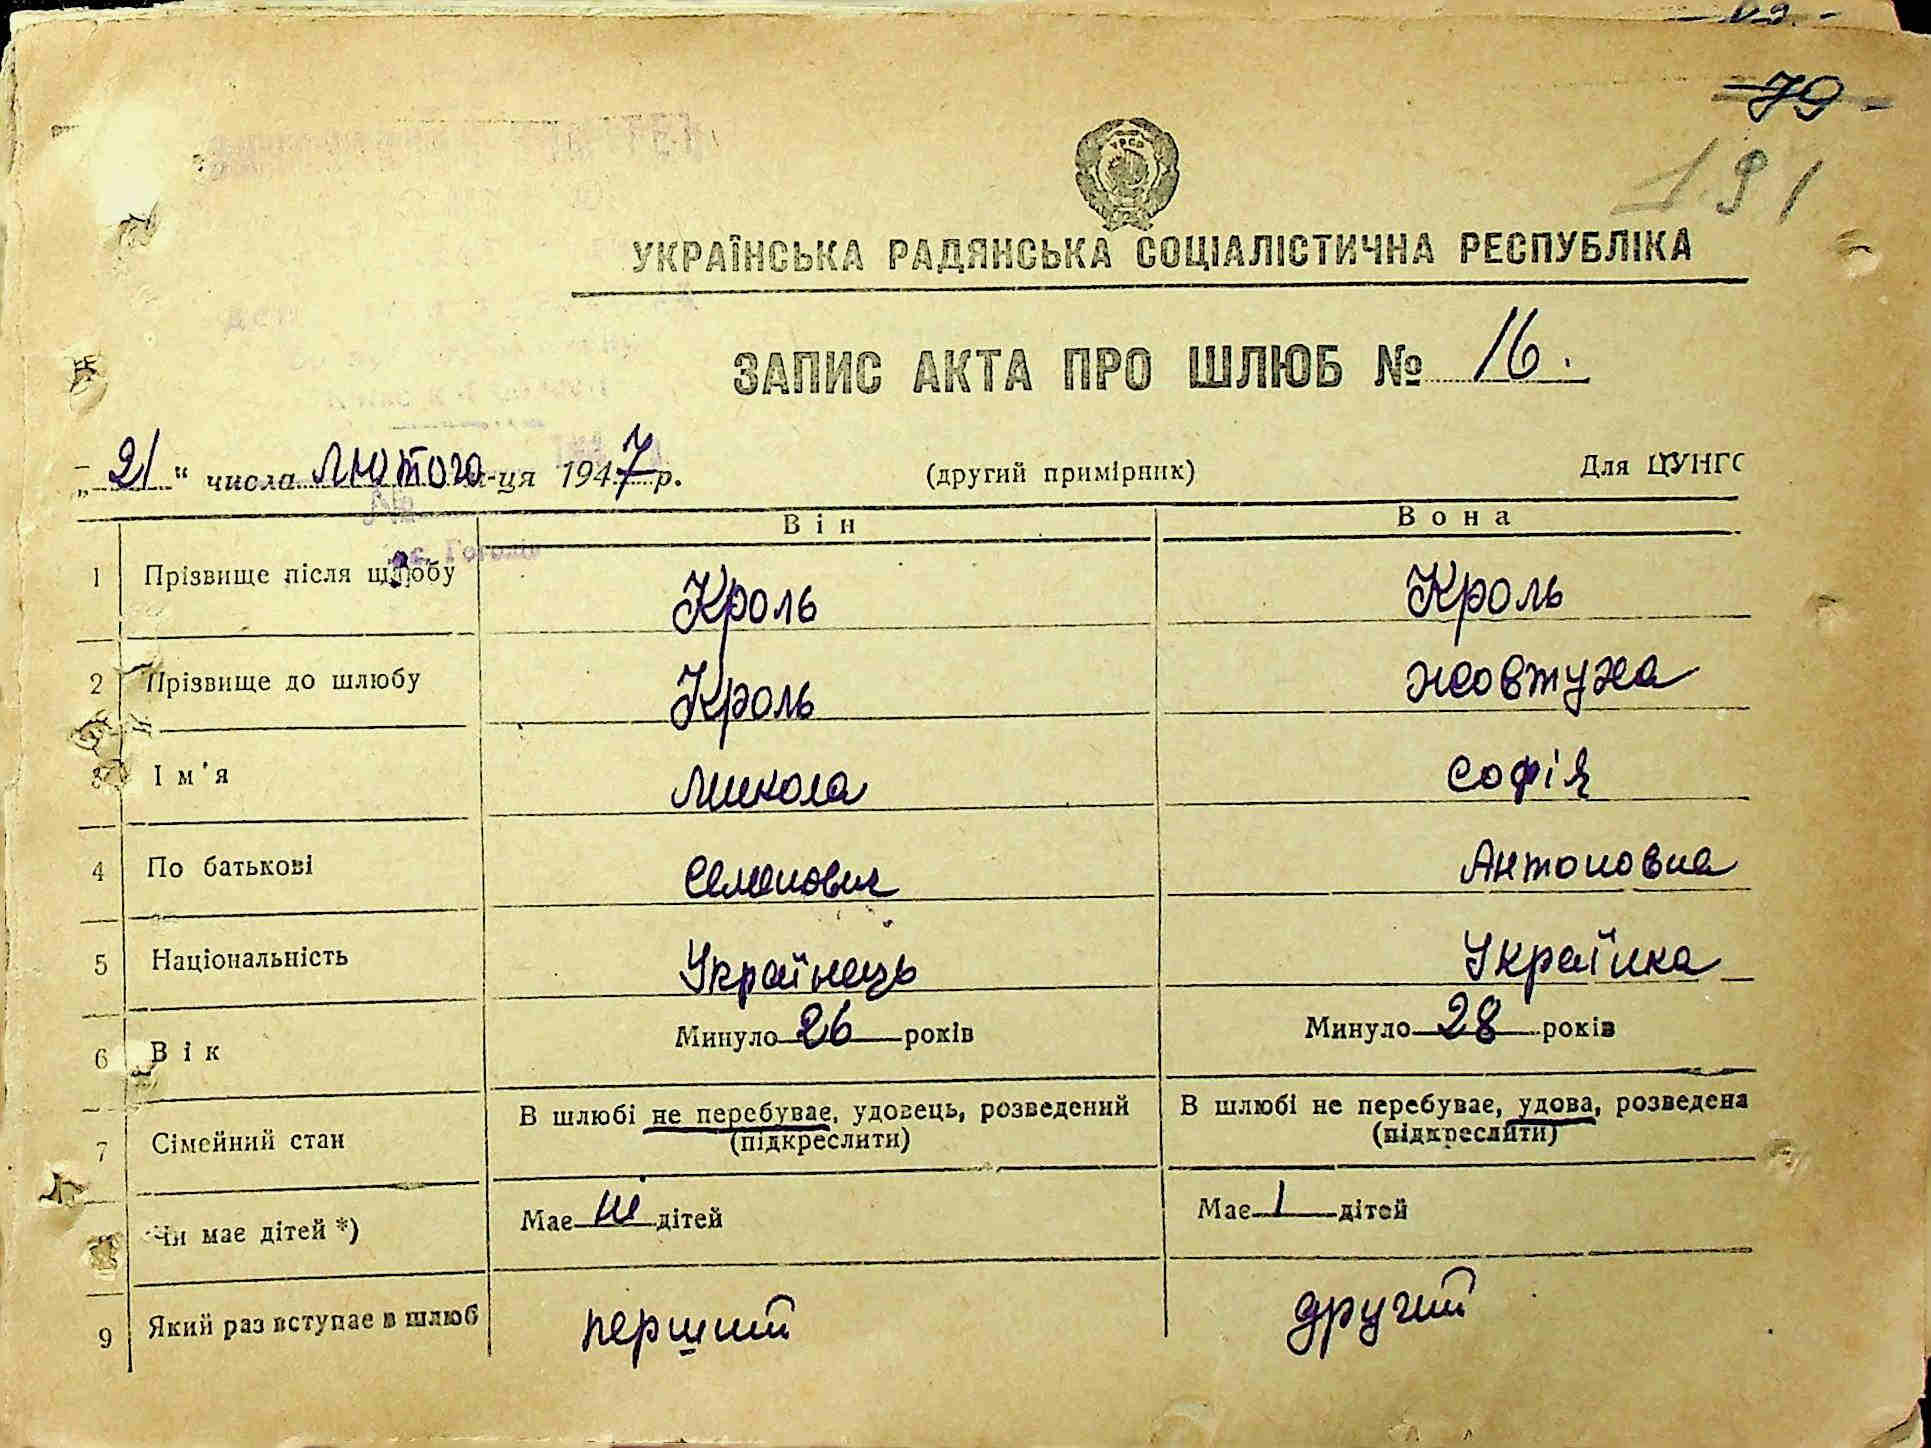 79
191
УРСР
УКРАЇНСЬКА РАДЯНСЬКА СОЦІАЛІСТИЧНА РЕСПУБЛІКА
ЗАПИС АКТА ПРО ШЛЮБ № 16.
„21“ числа Лютого м-ця 1947 р. (другий примірник) Для ЦУНГС
Він Вона
1 Прізвище після шлюбу Кроль Кроль
2 Прізвище до шлюбу Кроль Жовтуха
3 Ім'я Микола Софія
4 По батькові Семенович Антоновна
5 Національність Українець Українка
6 Вік Минуло 26 років Минуло 28 років
7 Сімейний стан В шлюбі не перебуває, удовець, розведений В шлюбі не перебуває, удова, розведена
(підкреслити) (підкреслити)
Чи має дітей *) Має ні дітей Має 1 дітей
9 Який раз вступає в шлюб перший другий